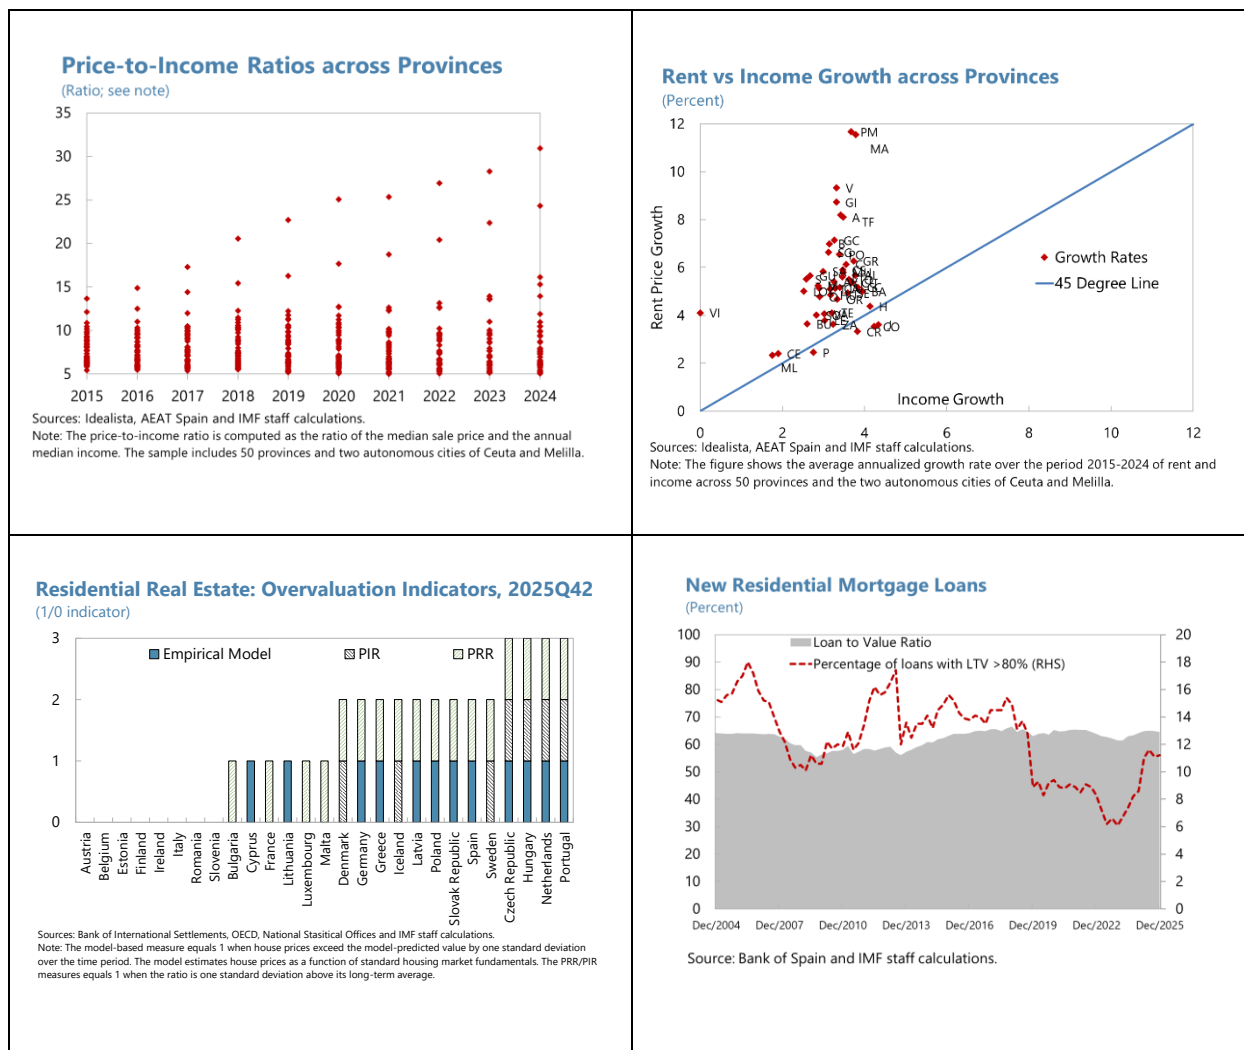 Price-to-Income Ratios across Provinces
(Ratio; see note)
35
30
25
20
15
10
5
2015 2016 2017 2018 2019 2020 2021 2022 2023 2024
Sources: Idealista, AEAT Spain and IMF staff calculations.
Note: The price-to-income ratio is computed as the ratio of the median sale price and the annual
median income. The sample includes 50 provinces and two autonomous cities of Ceuta and Melilla.
Rent vs Income Growth across Provinces
(Percent)
Rent Price Growth
12
10
8
6
4
2
0
PM
MA
V
GI
A
TF
GC
B
PO
GR
BA
H
VI
BU
ZA
CR
CO
CE
ML
P
Growth Rates
45 Degree Line
Income Growth
0 2 4 6 8 10 12
Sources: Idealista, AEAT Spain and IMF staff calculations.
Note: The figure shows the average annualized growth rate over the period 2015-2024 of rent and
income across 50 provinces and the two autonomous cities of Ceuta and Melilla.
Residential Real Estate: Overvaluation Indicators, 2025Q42
(1/0 indicator)
3
2
1
0
Empirical Model PIR PRR
Austria
Belgium
Estonia
Finland
Ireland
Italy
Romania
Slovenia
Bulgaria
Cyprus
France
Lithuania
Luxembourg
Malta
Denmark
Germany
Greece
Iceland
Latvia
Poland
Slovak Republic
Spain
Sweden
Czech Republic
Hungary
Netherlands
Portugal
Sources: Bank of International Settlements, OECD, National Stasitical Offices and IMF staff calculations.
Note: The model-based measure equals 1 when house prices exceed the model-predicted value by one standard deviation
over the time period. The model estimates house prices as a function of standard housing market fundamentals. The PRR/PIR
measures equals 1 when the ratio is one standard deviation above its long-term average.
New Residential Mortgage Loans
(Percent)
100
90
80
70
60
50
40
30
20
10
0
Loan to Value Ratio
Percentage of loans with LTV >80% (RHS)
20
18
16
14
12
10
8
6
4
2
0
Dec/2004 Dec/2007 Dec/2010 Dec/2013 Dec/2016 Dec/2019 Dec/2022 Dec/2025
Source: Bank of Spain and IMF staff calculations.